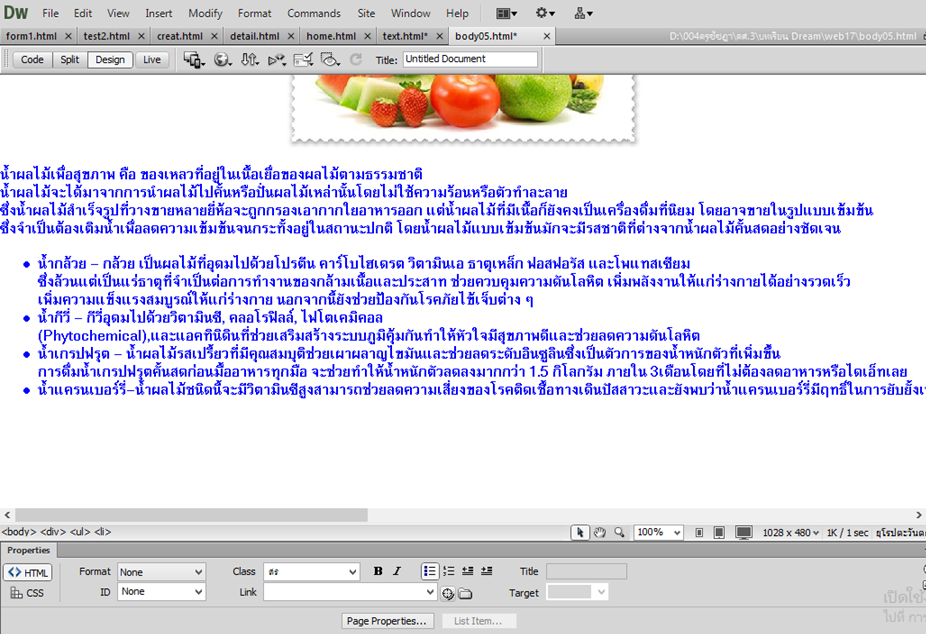 Dw File Edit View Insert Modify Format Commands Site Window Help
form1.html × test2.html × creat.html × detail.html × home.html × text.html* × body05.html* ×
Code Split Design Live Title: Untitled Document
น้ำผลไม้เพื่อสุขภาพ คือ ของเหลวที่อยู่ในเนื้อเยื่อของผลไม้ตามธรรมชาติ
น้ำผลไม้จะได้มาจากการนำผลไม้ไปคั้นหรือปั่นผลไม้เหล่านั้นโดยไม่ใช้ความร้อนหรือตัวทำละลาย
ซึ่งน้ำผลไม้สำเร็จรูปที่วางขายหลายยี่ห้อจะถูกกรองเอากากใยอาหารออก แต่น้ำผลไม้ที่มีเนื้อก็ยังคงเป็นเครื่องดื่มที่นิยม โดยอาจขายในรูปแบบเข้มข้น
ซึ่งจำเป็นต้องเติมน้ำเพื่อลดความเข้มข้นจนกระทั่งอยู่ในสถานะปกติ โดยน้ำผลไม้แบบเข้มข้นมักจะมีรสชาติที่ต่างจากน้ำผลไม้คั้นสดอย่างชัดเจน
• น้ำกล้วย – กล้วย เป็นผลไม้ที่อุดมไปด้วยโปรตีน คาร์โบไฮเดรต วิตามินเอ ธาตุเหล็ก ฟอสฟอรัส และโพแทสเซียม
ซึ่งล้วนแต่เป็นแร่ธาตุที่จำเป็นต่อการทำงานของกล้ามเนื้อและประสาท ช่วยควบคุมความดันโลหิต เพิ่มพลังงานให้แก่ร่างกายได้อย่างรวดเร็ว
เพิ่มความแข็งแรงสมบูรณ์ให้แก่ร่างกาย นอกจากนี้ยังช่วยป้องกันโรคภัยไข้เจ็บต่าง ๆ
• น้ำกีวี่ – กีวี่อุดมไปด้วยวิตามินซี, คลอโรฟิลล์, ไฟโตเคมิคอล
(Phytochemical),และแอคทินิดินที่ช่วยเสริมสร้างระบบภูมิคุ้มกันทำให้หัวใจมีสุขภาพดีและช่วยลดความดันโลหิต
• น้ำเกรปฟรุต – น้ำผลไม้รสเปรี้ยวที่มีคุณสมบุติช่วยเผาผลาญไขมันและช่วยลดระดับอินซูลินซึ่งเป็นตัวการของน้ำหนักตัวที่เพิ่มขึ้น
การดื่มน้ำเกรปฟรุตคั้นสดก่อนมื้ออาหารทุกมื้อ จะช่วยทำให้น้ำหนักตัวลดลงมากกว่า 1.5 กิโลกรัม ภายใน 3เดือนโดยที่ไม่ต้องลดอาหารหรือไดเอ็ทเลย
• น้ำแครนเบอร์รี่–น้ำผลไม้ชนิดนี้จะมีวิตามินซีสูงสามารถช่วยลดความเสี่ยงของโรคติดเชื้อทางเดินปัสสาวะและยังพบว่าน้ำแครนเบอร์รี่มีฤทธิ์ในการยับยั้ง
<body> <div> <ul> <li> 100% 1028 x 480 1K / 1 sec
Properties
<> HTML Format None Class สร B I Title
CSS ID None Link Target
Page Properties... List Item...